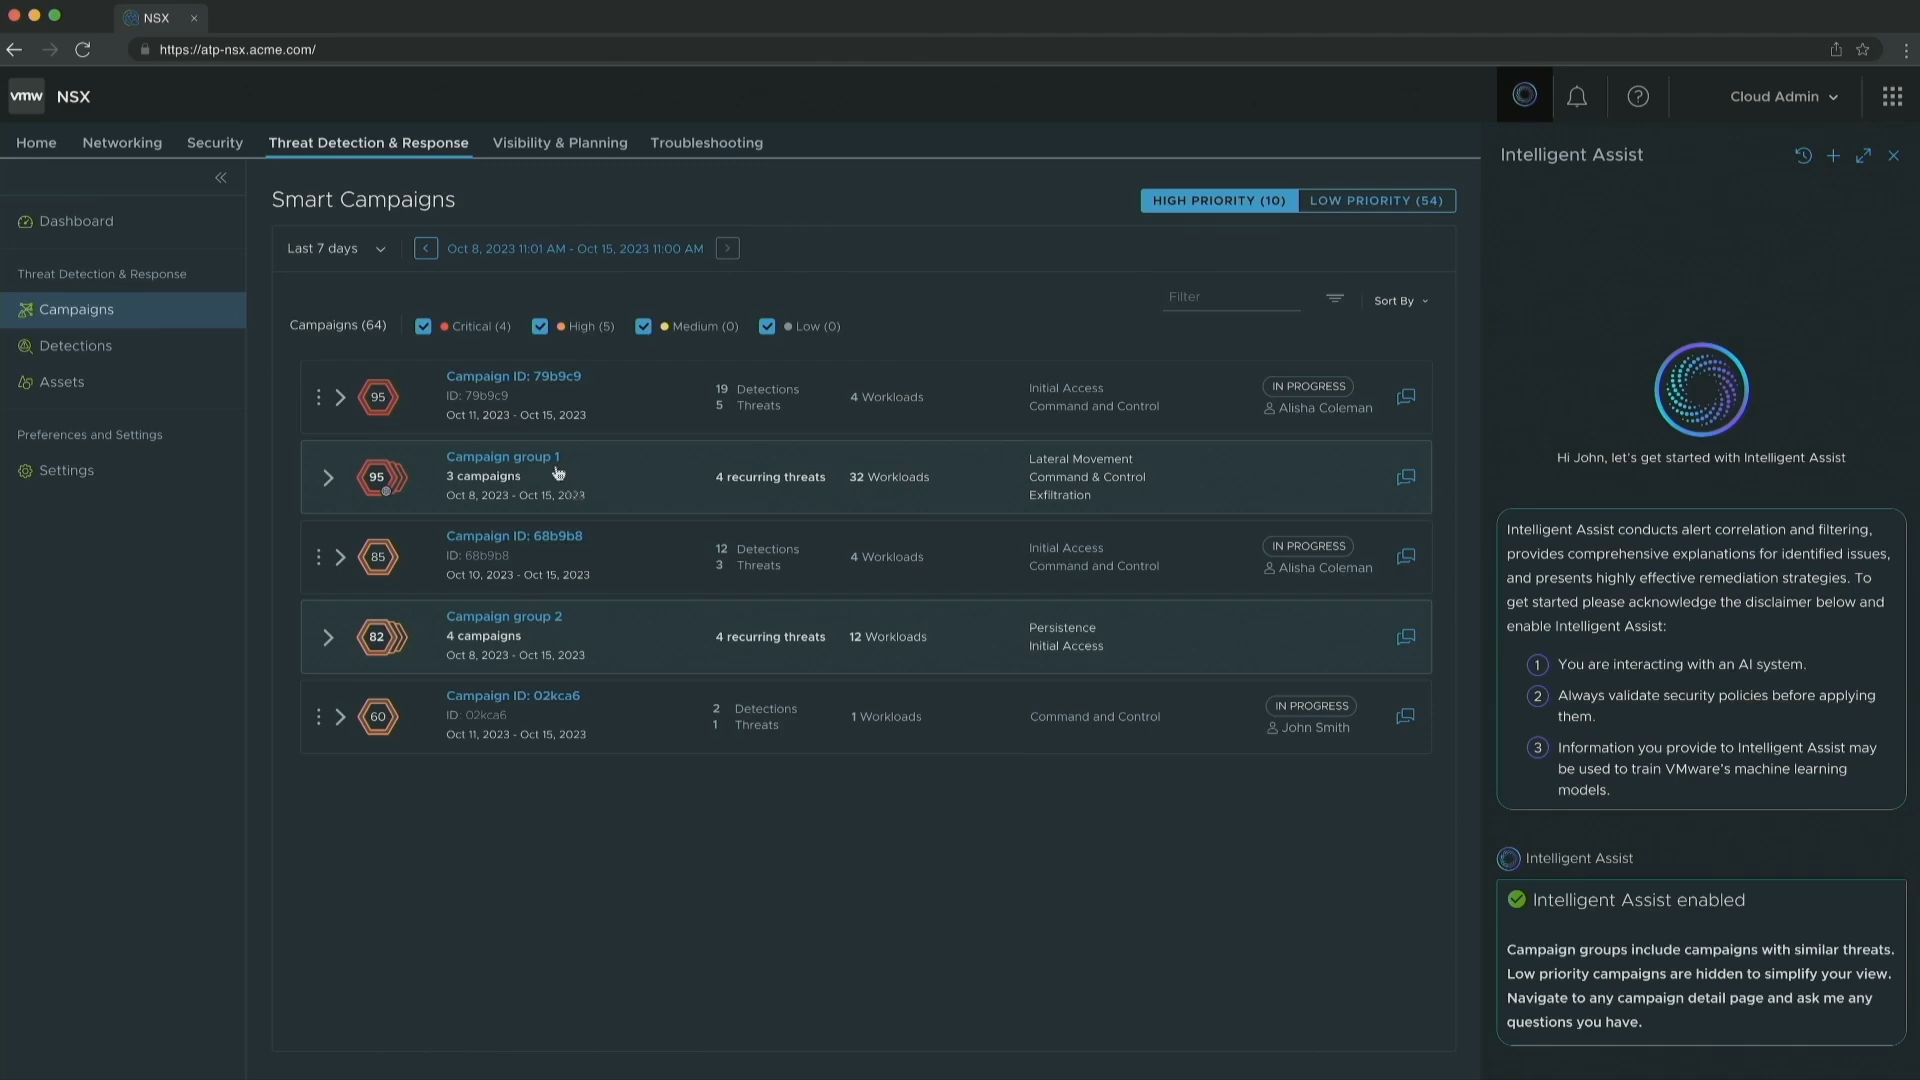 NSX
https://atp-nsx.acme.com/
vmw NSX
Cloud Admin
Home Networking Security Threat Detection & Response Visibility & Planning Troubleshooting
Dashboard
Threat Detection & Response
Campaigns
Detections
Assets
Preferences and Settings
Settings
Smart Campaigns
HIGH PRIORITY (10) LOW PRIORITY (54)
Last 7 days Oct 8, 2023 11:01 AM - Oct 15, 2023 11:00 AM
Filter Sort By
Campaigns (64) Critical (4) High (5) Medium (0) Low (0)
95
Campaign ID: 79b9c9
ID: 79b9c9
Oct 11, 2023 - Oct 15, 2023
19 Detections
5 Threats
4 Workloads
Initial Access
Command and Control
IN PROGRESS
Alisha Coleman
95
Campaign group 1
3 campaigns
Oct 8, 2023 - Oct 15, 2023
4 recurring threats
32 Workloads
Lateral Movement
Command & Control
Exfiltration
85
Campaign ID: 68b9b8
ID: 68b9b8
Oct 10, 2023 - Oct 15, 2023
12 Detections
3 Threats
4 Workloads
Initial Access
Command and Control
IN PROGRESS
Alisha Coleman
82
Campaign group 2
4 campaigns
Oct 8, 2023 - Oct 15, 2023
4 recurring threats
12 Workloads
Persistence
Initial Access
60
Campaign ID: 02kca6
ID: 02kca6
Oct 11, 2023 - Oct 15, 2023
2 Detections
1 Threats
1 Workloads
Command and Control
IN PROGRESS
John Smith
Intelligent Assist
Hi John, let's get started with Intelligent Assist
Intelligent Assist conducts alert correlation and filtering,
provides comprehensive explanations for identified issues,
and presents highly effective remediation strategies. To
get started please acknowledge the disclaimer below and
enable Intelligent Assist:
1 You are interacting with an AI system.
2 Always validate security policies before applying
them.
3 Information you provide to Intelligent Assist may
be used to train VMware's machine learning
models.
Intelligent Assist
Intelligent Assist enabled
Campaign groups include campaigns with similar threats.
Low priority campaigns are hidden to simplify your view.
Navigate to any campaign detail page and ask me any
questions you have.